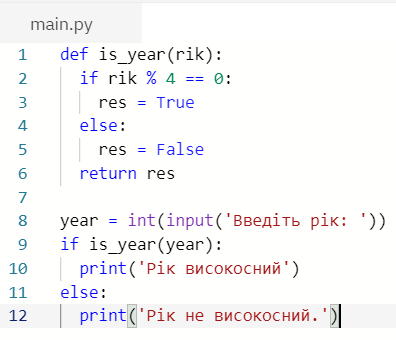 main.py
1 def is_year(rik):
2   if rik % 4 == 0:
3     res = True
4   else:
5     res = False
6   return res
7
8 year = int(input('Введіть рік: '))
9 if is_year(year):
10   print('Рік високосний')
11 else:
12   print('Рік не високосний.')